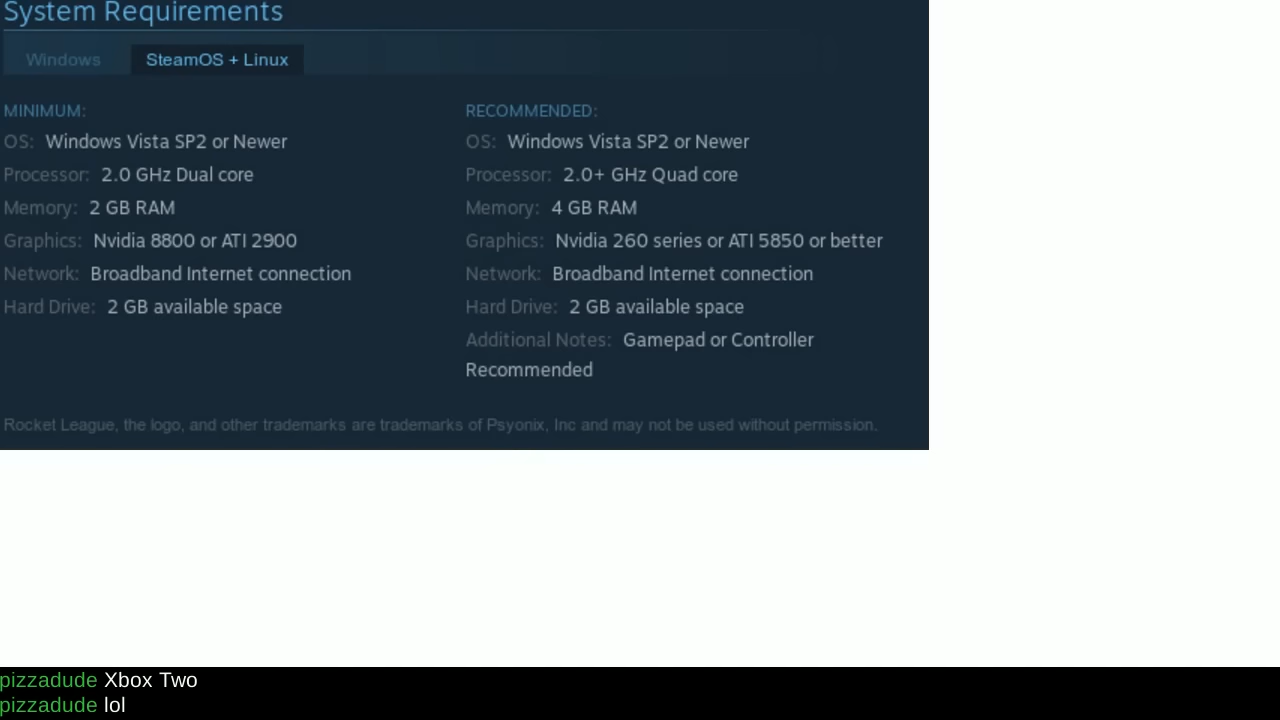 System Requirements
Windows SteamOS + Linux
MINIMUM:
OS: Windows Vista SP2 or Newer
Processor: 2.0 GHz Dual core
Memory: 2 GB RAM
Graphics: Nvidia 8800 or ATI 2900
Network: Broadband Internet connection
Hard Drive: 2 GB available space
RECOMMENDED:
OS: Windows Vista SP2 or Newer
Processor: 2.0+ GHz Quad core
Memory: 4 GB RAM
Graphics: Nvidia 260 series or ATI 5850 or better
Network: Broadband Internet connection
Hard Drive: 2 GB available space
Additional Notes: Gamepad or Controller
Recommended
Rocket League, the logo, and other trademarks are trademarks of Psyonix, Inc and may not be used without permission.
pizzadude Xbox Two
pizzadude lol